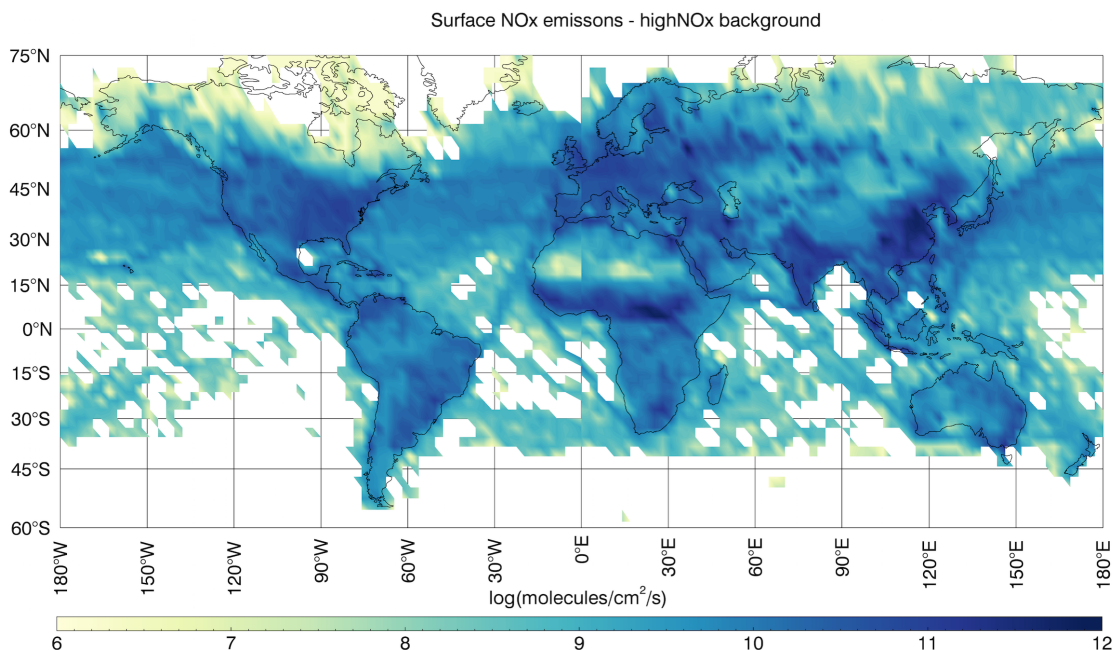 Surface NOx emissons - highNOx background
75°N
60°N
45°N
30°N
15°N
0°N
15°S
30°S
45°S
60°S
180°W
150°W
120°W
90°W
60°W
30°W
0°E
30°E
60°E
90°E
120°E
150°E
180°E
log(molecules/cm²/s)
6 7 8 9 10 11 12